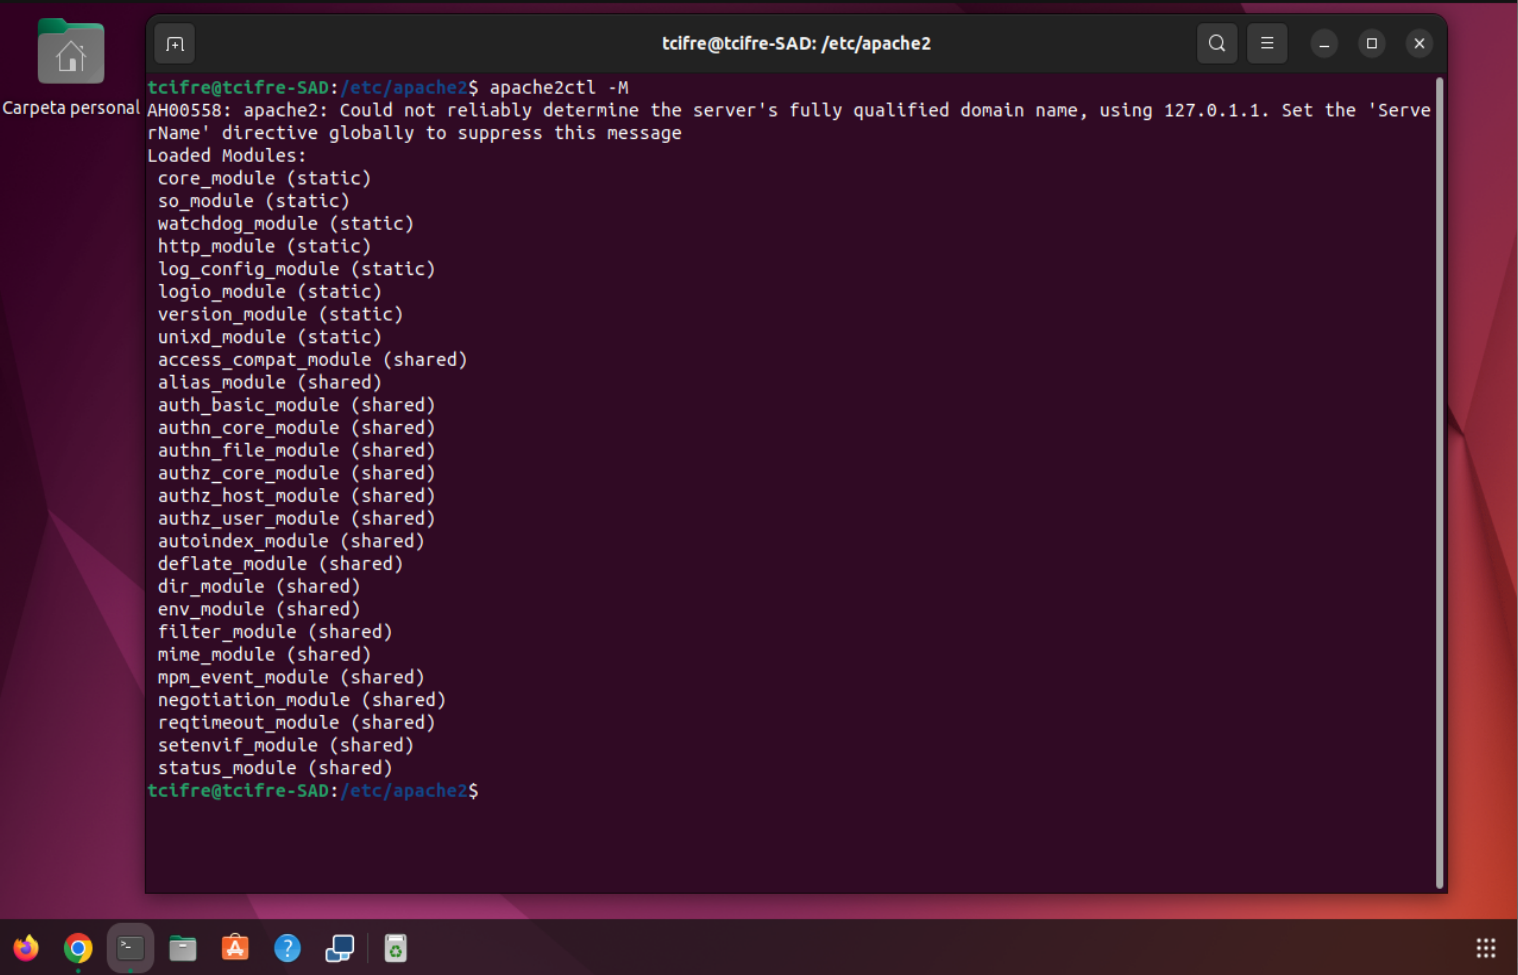 tcifre@tcifre-SAD: /etc/apache2
Carpeta personal
tcifre@tcifre-SAD:/etc/apache2$ apache2ctl -M
AH00558: apache2: Could not reliably determine the server's fully qualified domain name, using 127.0.1.1. Set the 'Serve
rName' directive globally to suppress this message
Loaded Modules:
 core_module (static)
 so_module (static)
 watchdog_module (static)
 http_module (static)
 log_config_module (static)
 logio_module (static)
 version_module (static)
 unixd_module (static)
 access_compat_module (shared)
 alias_module (shared)
 auth_basic_module (shared)
 authn_core_module (shared)
 authn_file_module (shared)
 authz_core_module (shared)
 authz_host_module (shared)
 authz_user_module (shared)
 autoindex_module (shared)
 deflate_module (shared)
 dir_module (shared)
 env_module (shared)
 filter_module (shared)
 mime_module (shared)
 mpm_event_module (shared)
 negotiation_module (shared)
 reqtimeout_module (shared)
 setenvif_module (shared)
 status_module (shared)
tcifre@tcifre-SAD:/etc/apache2$